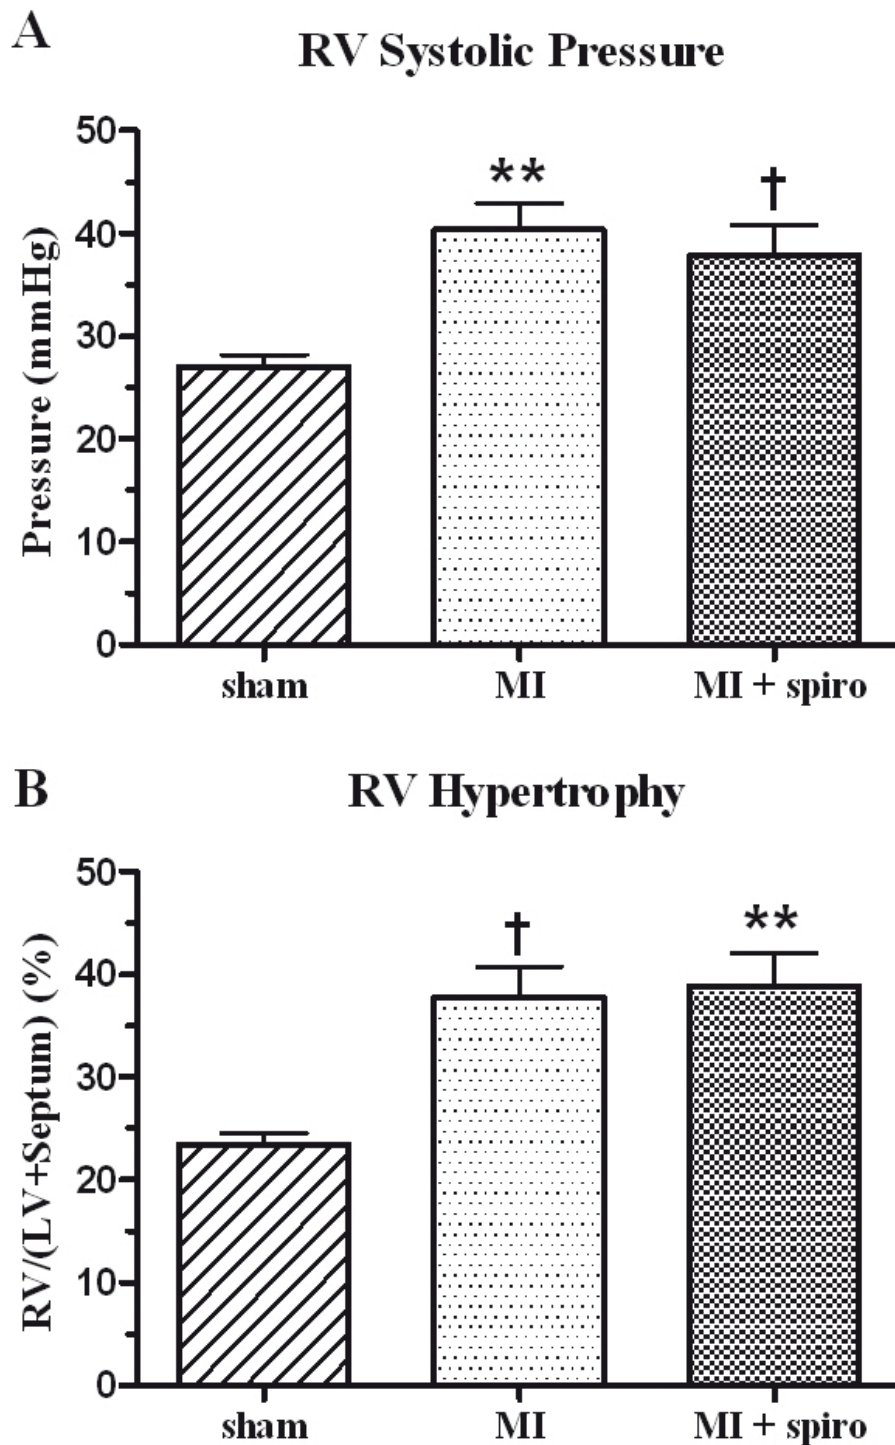 A
RV Systolic Pressure
Pressure (mmHg)
50
40
30
20
10
0
**
†
sham
MI
MI + spiro
B
RV Hypertrophy
RV/(LV+Septum) (%)
50
40
30
20
10
0
†
**
sham
MI
MI + spiro